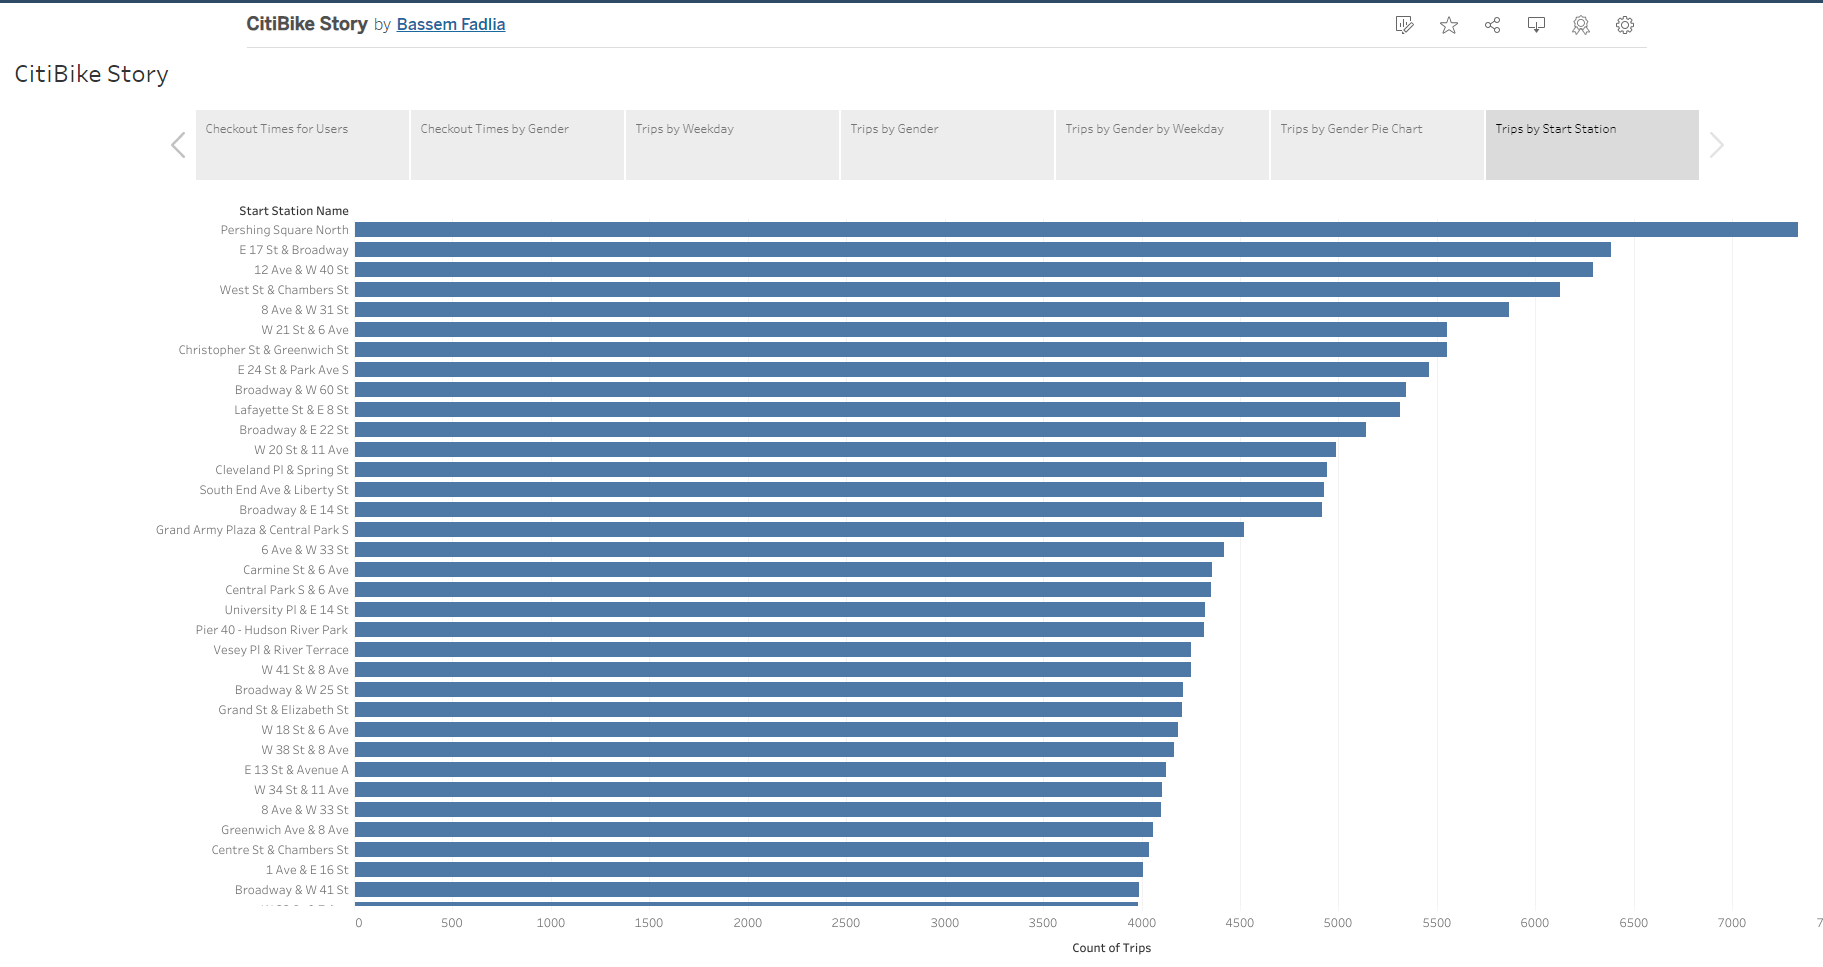 CitiBike Story by Bassem Fadlia
CitiBike Story
Checkout Times for Users
Checkout Times by Gender
Trips by Weekday
Trips by Gender
Trips by Gender by Weekday
Trips by Gender Pie Chart
Trips by Start Station
Start Station Name
Pershing Square North
E 17 St & Broadway
12 Ave & W 40 St
West St & Chambers St
8 Ave & W 31 St
W 21 St & 6 Ave
Christopher St & Greenwich St
E 24 St & Park Ave S
Broadway & W 60 St
Lafayette St & E 8 St
Broadway & E 22 St
W 20 St & 11 Ave
Cleveland Pl & Spring St
South End Ave & Liberty St
Broadway & E 14 St
Grand Army Plaza & Central Park S
6 Ave & W 33 St
Carmine St & 6 Ave
Central Park S & 6 Ave
University Pl & E 14 St
Pier 40 - Hudson River Park
Vesey Pl & River Terrace
W 41 St & 8 Ave
Broadway & W 25 St
Grand St & Elizabeth St
W 18 St & 6 Ave
W 38 St & 8 Ave
E 13 St & Avenue A
W 34 St & 11 Ave
8 Ave & W 33 St
Greenwich Ave & 8 Ave
Centre St & Chambers St
1 Ave & E 16 St
Broadway & W 41 St
0 500 1000 1500 2000 2500 3000 3500 4000 4500 5000 5500 6000 6500 7000
Count of Trips